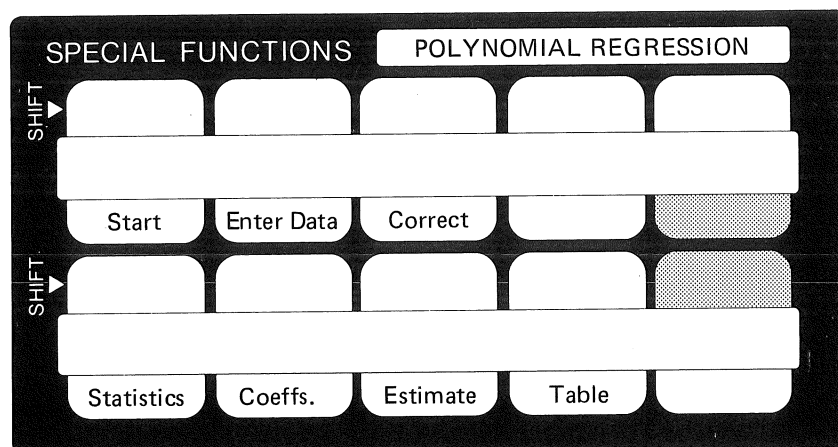 SPECIAL FUNCTIONS POLYNOMIAL REGRESSION
SHIFT
Start Enter Data Correct
SHIFT
Statistics Coeffs. Estimate Table